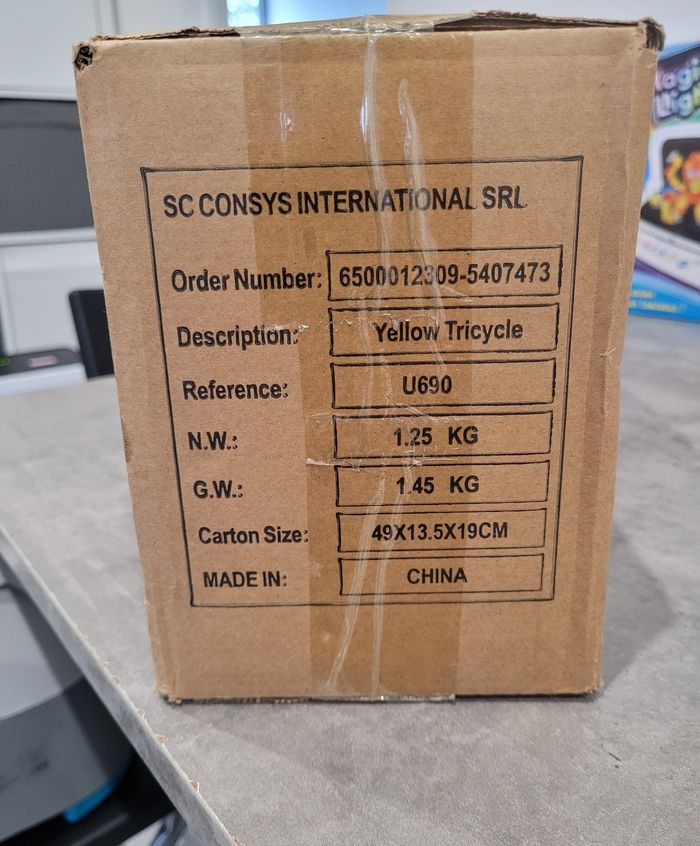 SC CONSYS INTERNATIONAL SRL
Order Number: 6500012309-5407473
Description: Yellow Tricycle
Reference: U690
N.W.: 1.25 KG
G.W.: 1.45 KG
Carton Size: 49X13.5X19CM
MADE IN: CHINA